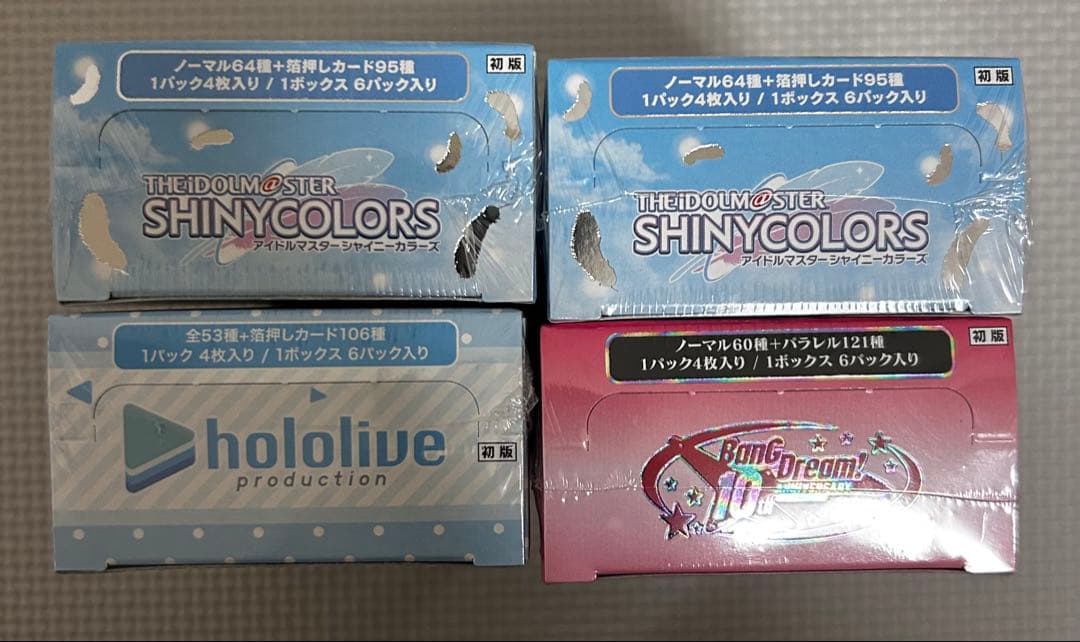 ノーマル64種＋箔押しカード95種
1パック4枚入り / 1ボックス 6パック入り
初版
THE iDOLM@STER
SHINYCOLORS
アイドルマスター シャイニーカラーズ
ノーマル64種＋箔押しカード95種
1パック4枚入り / 1ボックス 6パック入り
初版
THE iDOLM@STER
SHINYCOLORS
アイドルマスター シャイニーカラーズ
全53種＋箔押しカード106種
1パック 4枚入り / 1ボックス 6パック入り
hololive
production
初版
ノーマル60種＋パラレル121種
1パック4枚入り / 1ボックス 6パック入り
初版
BanG
Dream!
10th
ANNIVERSARY